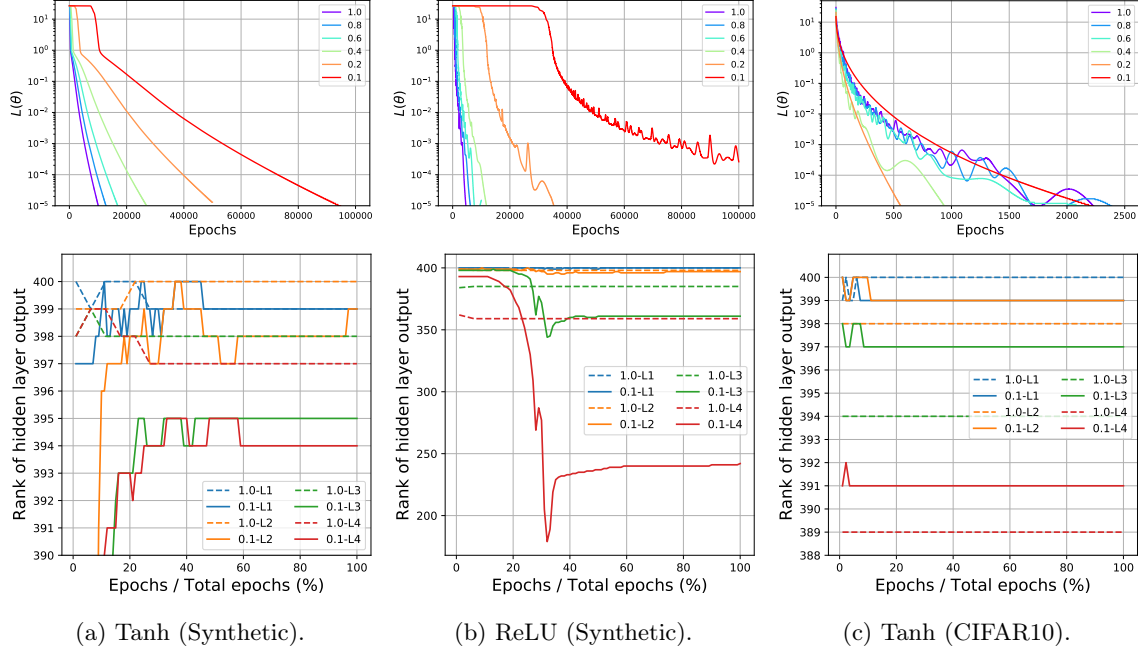 10¹
10⁰
10⁻¹
10⁻²
10⁻³
10⁻⁴
10⁻⁵
L(θ)
0 20000 40000 60000 80000 100000
Epochs
1.0
0.8
0.6
0.4
0.2
0.1
10¹
10⁰
10⁻¹
10⁻²
10⁻³
10⁻⁴
10⁻⁵
L(θ)
0 20000 40000 60000 80000 100000
Epochs
1.0
0.8
0.6
0.4
0.2
0.1
10¹
10⁰
10⁻¹
10⁻²
10⁻³
10⁻⁴
10⁻⁵
L(θ)
0 500 1000 1500 2000 2500
Epochs
1.0
0.8
0.6
0.4
0.2
0.1
400
399
398
397
396
395
394
393
392
391
390
Rank of hidden layer output
1.0-L1 1.0-L3
0.1-L1 0.1-L3
1.0-L2 1.0-L4
0.1-L2 0.1-L4
0 20 40 60 80 100
Epochs / Total epochs (%)
400
350
300
250
200
Rank of hidden layer output
1.0-L1 1.0-L3
0.1-L1 0.1-L3
1.0-L2 1.0-L4
0.1-L2 0.1-L4
0 20 40 60 80 100
Epochs / Total epochs (%)
400
399
398
397
396
395
394
393
392
391
390
389
388
Rank of hidden layer output
1.0-L1 1.0-L3
0.1-L1 0.1-L3
1.0-L2 1.0-L4
0.1-L2 0.1-L4
0 20 40 60 80 100
Epochs / Total epochs (%)
(a) Tanh (Synthetic).
(b) ReLU (Synthetic).
(c) Tanh (CIFAR10).